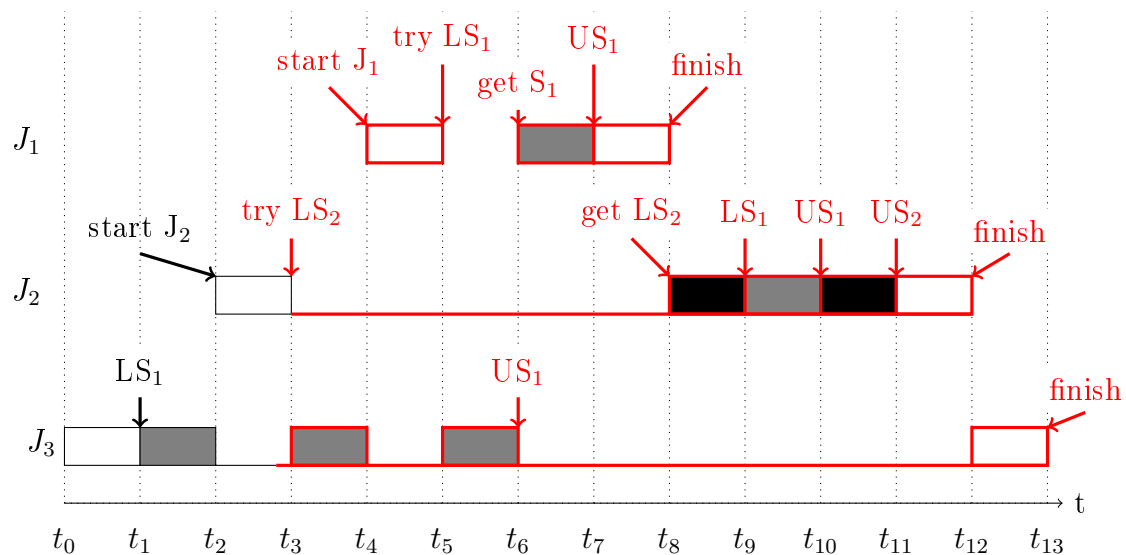 try LS₁
US₁
start J₁
finish
get S₁
J₁
start J₂
try LS₂
get LS₂
LS₁
US₁
US₂
finish
J₂
LS₁
US₁
finish
J₃
t
t₀
t₁
t₂
t₃
t₄
t₅
t₆
t₇
t₈
t₉
t₁₀
t₁₁
t₁₂
t₁₃